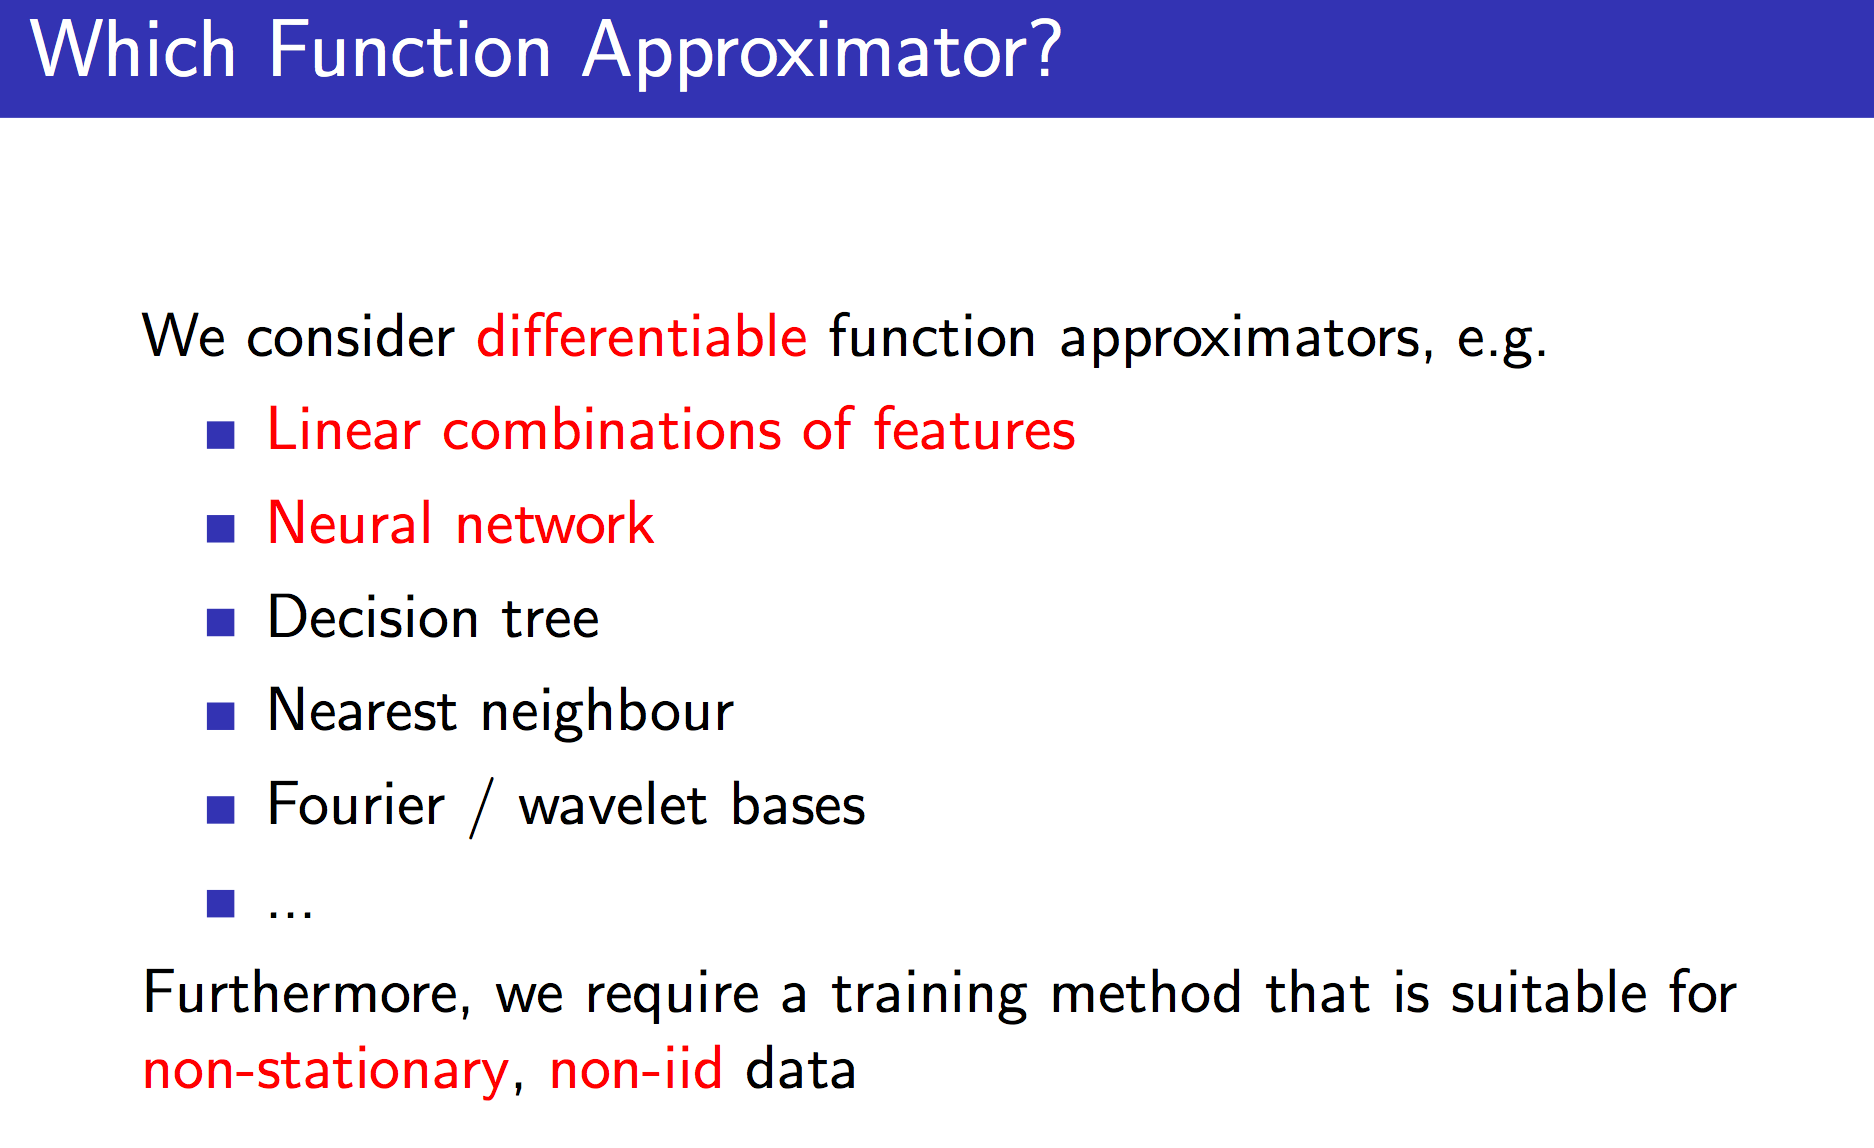 Which Function Approximator?
We consider differentiable function approximators, e.g.
Linear combinations of features
Neural network
Decision tree
Nearest neighbour
Fourier / wavelet bases
...
Furthermore, we require a training method that is suitable for
non-stationary, non-iid data